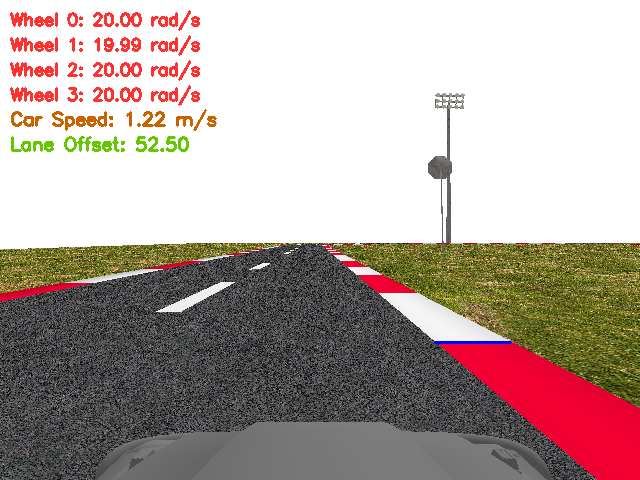 Wheel 0: 20.00 rad/s
Wheel 1: 19.99 rad/s
Wheel 2: 20.00 rad/s
Wheel 3: 20.00 rad/s
Car Speed: 1.22 m/s
Lane Offset: 52.50